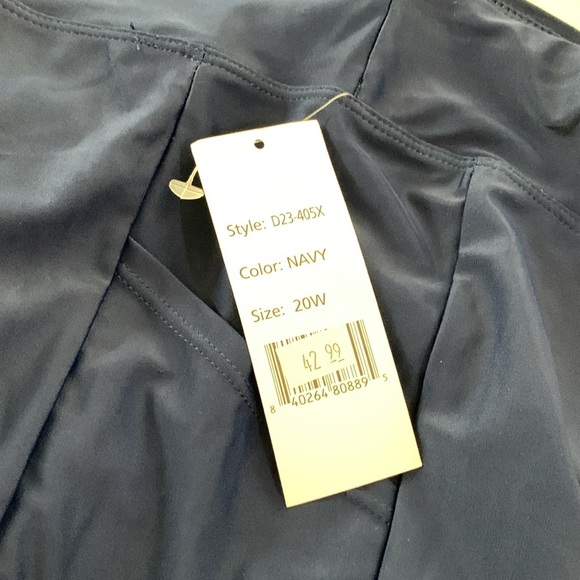 Style: D23-405X
Color: NAVY
Size: 20W
42 99
8 40264 80889 5